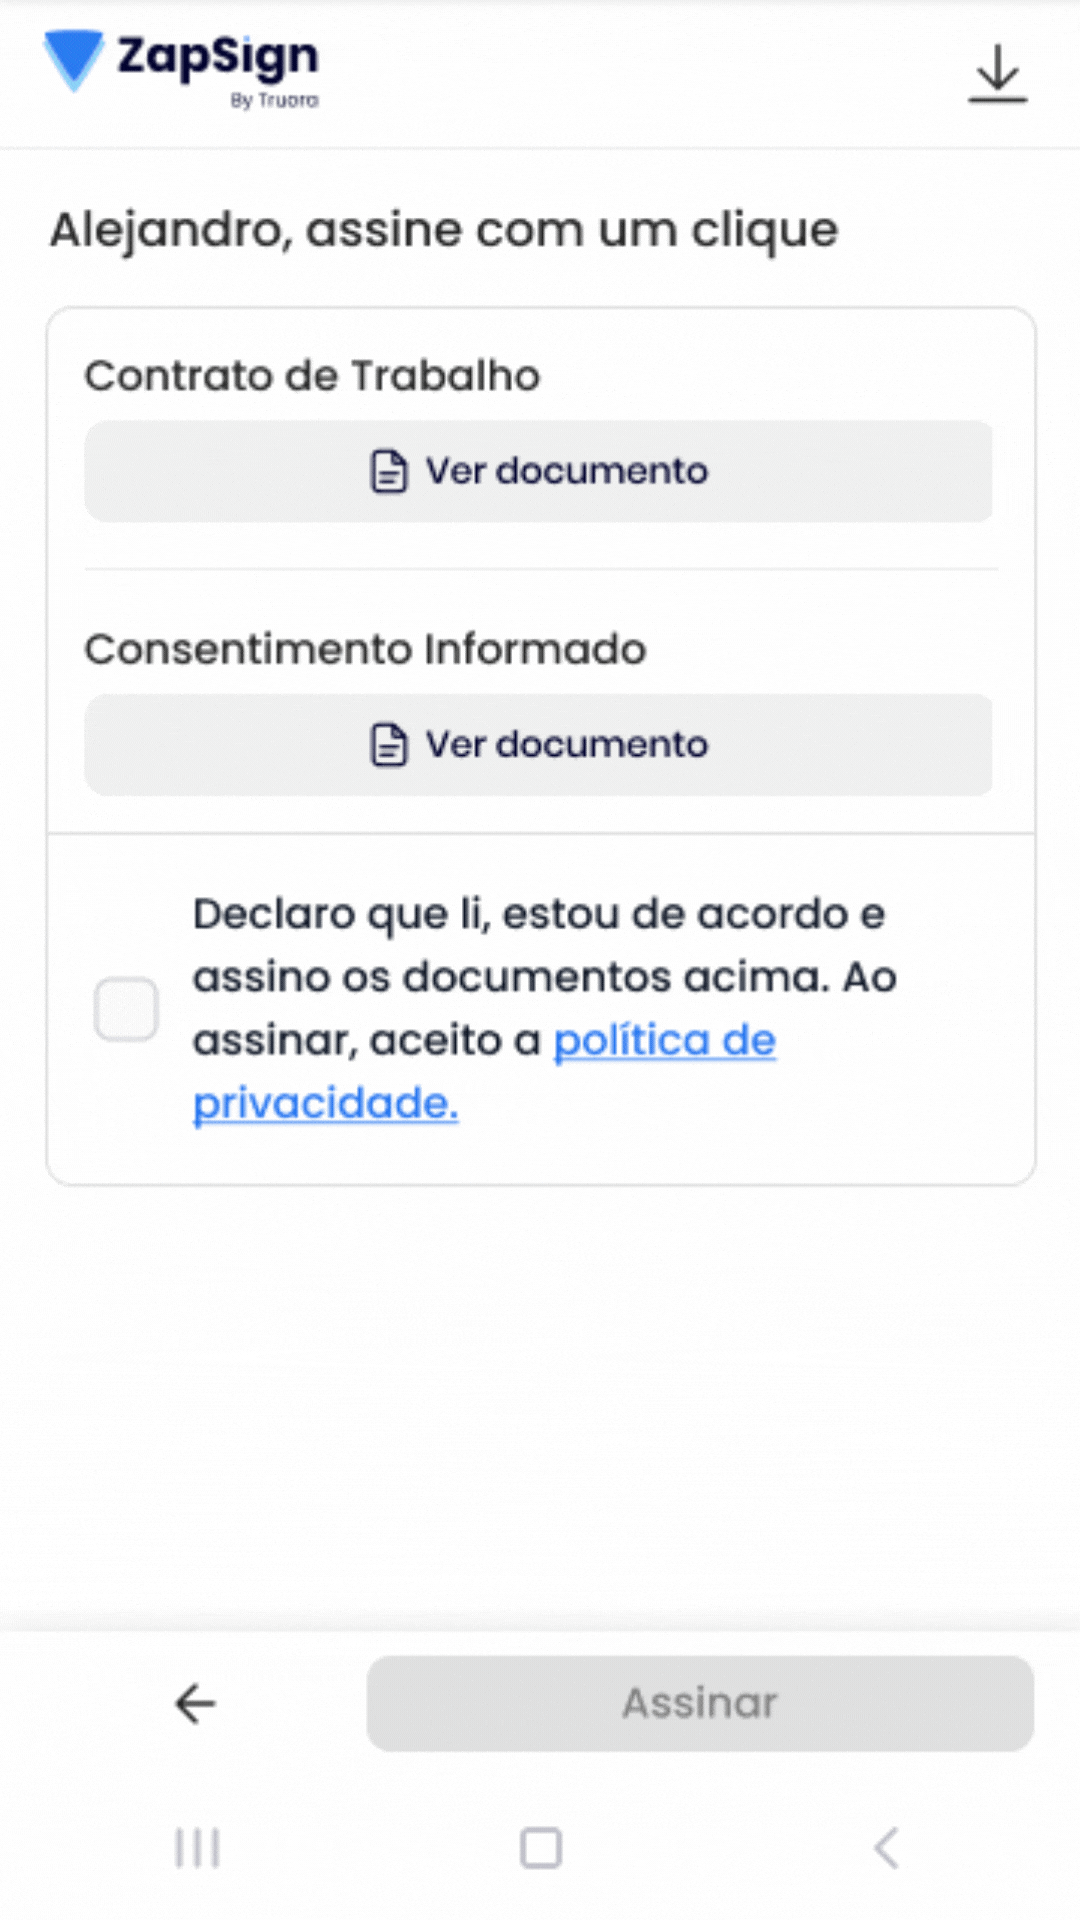 ZapSign
By Truora
Alejandro, assine com um clique
Contrato de Trabalho
Ver documento
Consentimento Informado
Ver documento
Declaro que li, estou de acordo e
assino os documentos acima. Ao
assinar, aceito a política de
privacidade.
Assinar